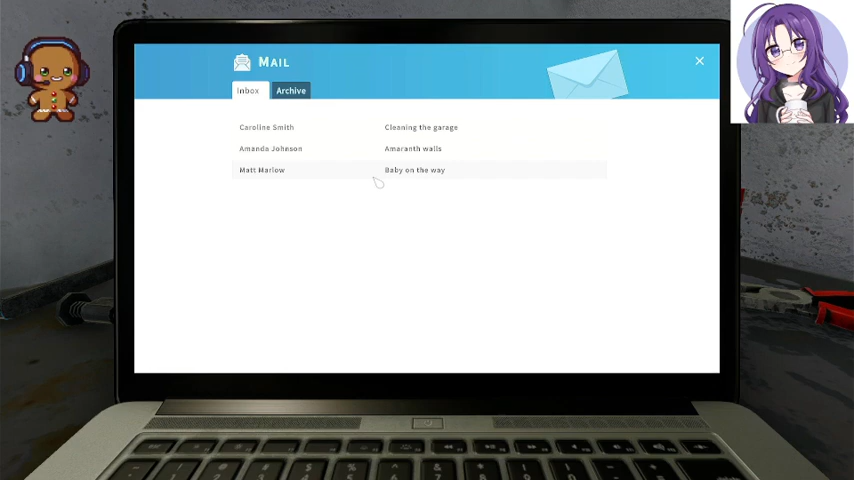 MAIL
Inbox Archive
Caroline Smith Cleaning the garage
Amanda Johnson Amaranth walls
Matt Marlow Baby on the way